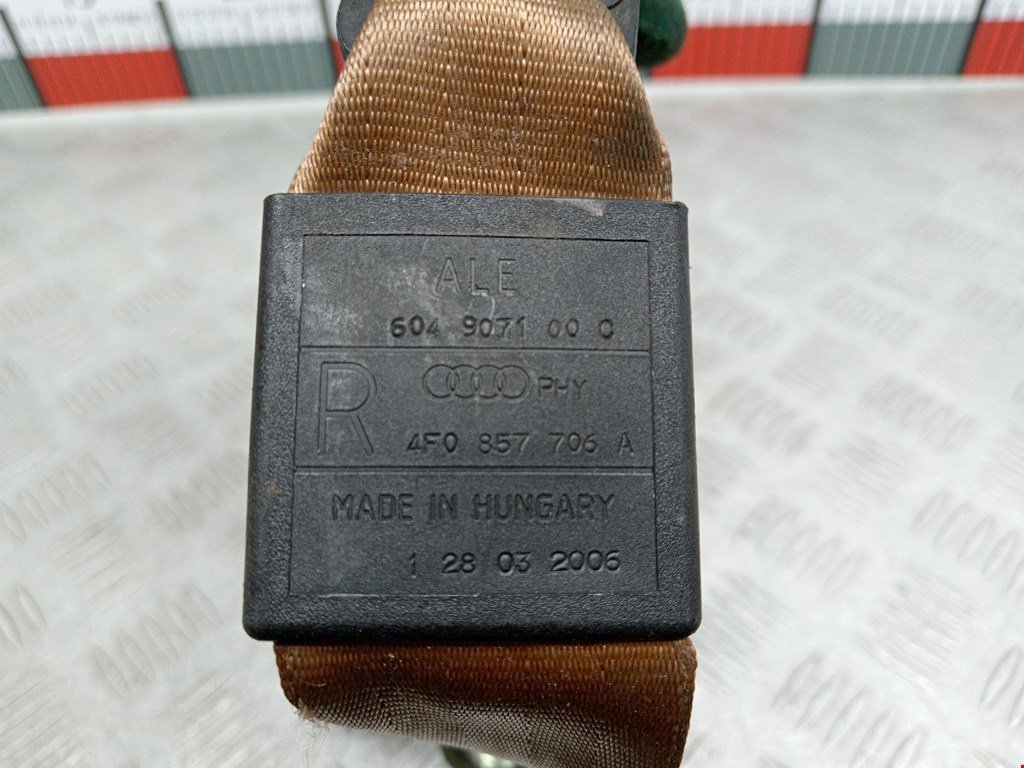 ALE
604 9071 00 C
R
PHY
4F0 857 706 A
MADE IN HUNGARY
1 28 03 2006